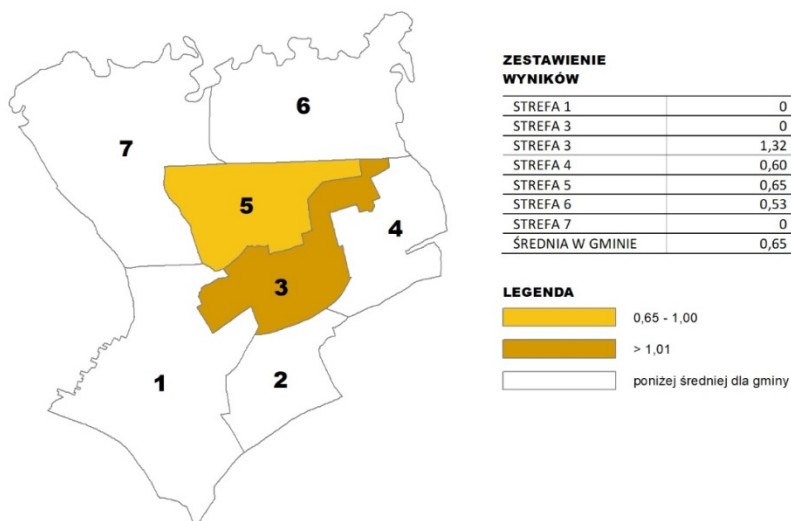 6
7
5
4
3
1
2
ZESTAWIENIE
WYNIKÓW
STREFA 1 0
STREFA 3 0
STREFA 3 1,32
STREFA 4 0,60
STREFA 5 0,65
STREFA 6 0,53
STREFA 7 0
ŚREDNIA W GMINIE 0,65
LEGENDA
0,65 - 1,00
> 1,01
poniżej średniej dla gminy